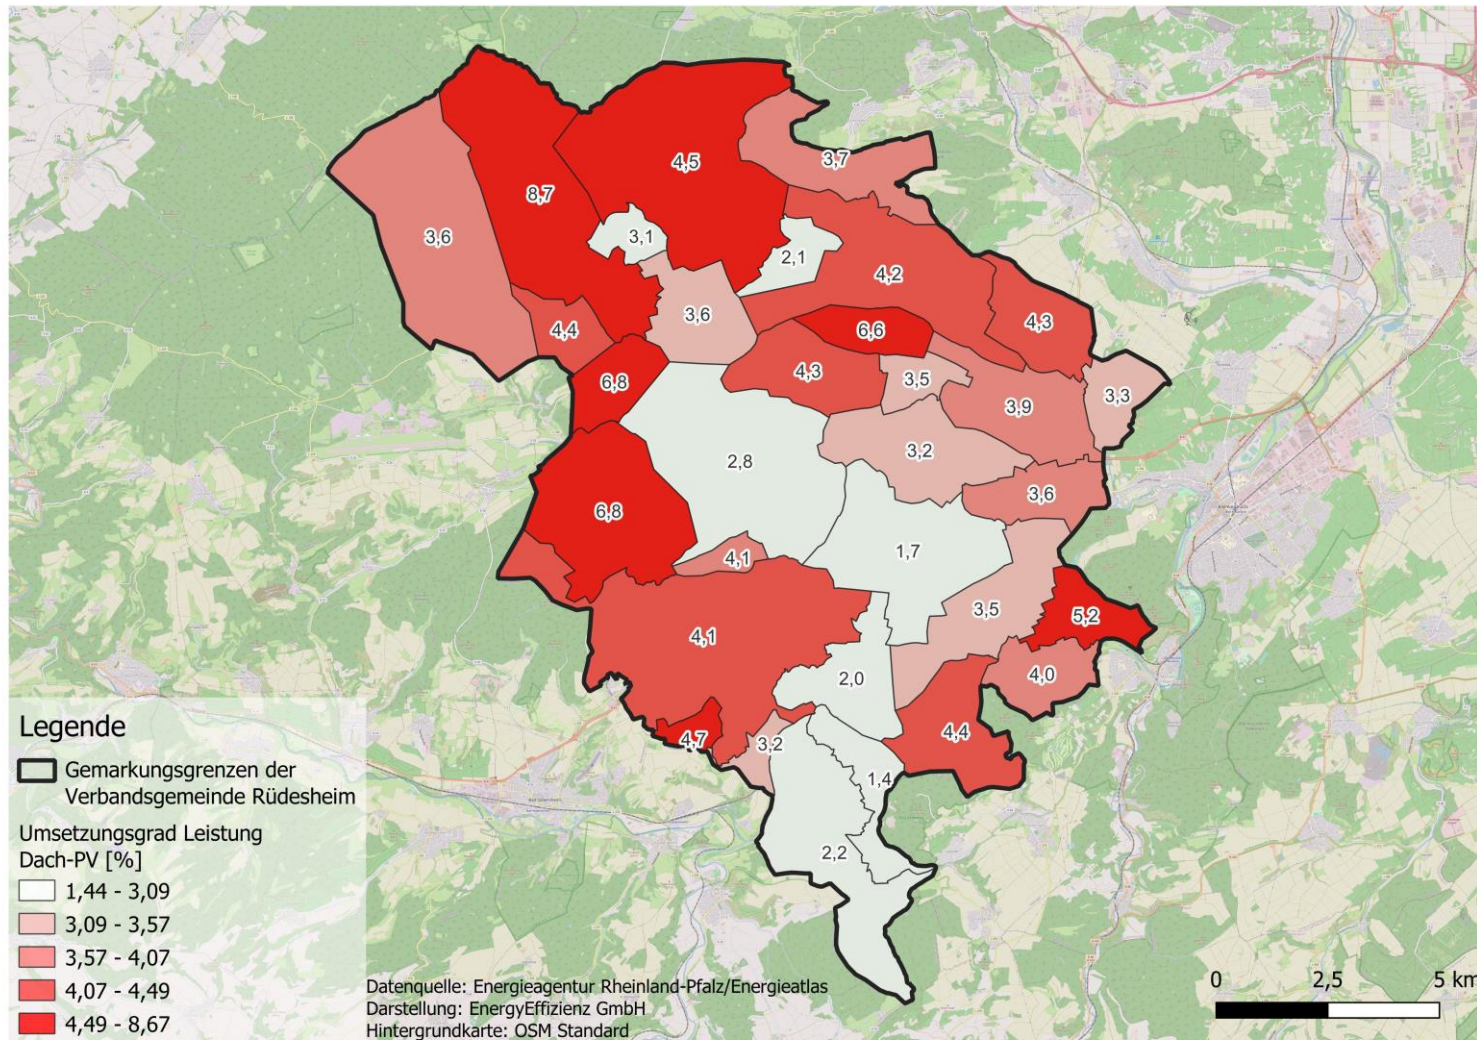 4,5
3,7
8,7
3,6
3,1
2,1
4,2
3,6
4,3
4,4
6,6
6,8
4,3
3,5
3,3
3,9
3,2
2,8
3,6
6,8
1,7
4,1
3,5
5,2
4,1
2,0
4,0
4,7
3,2
4,4
1,4
2,2
Legende
Gemarkungsgrenzen der
Verbandsgemeinde Rüdesheim
Umsetzungsgrad Leistung
Dach-PV [%]
1,44 - 3,09
3,09 - 3,57
3,57 - 4,07
4,07 - 4,49
4,49 - 8,67
Datenquelle: Energieagentur Rheinland-Pfalz/Energieatlas
Darstellung: EnergyEffizienz GmbH
Hintergrundkarte: OSM Standard
0 2,5 5 km